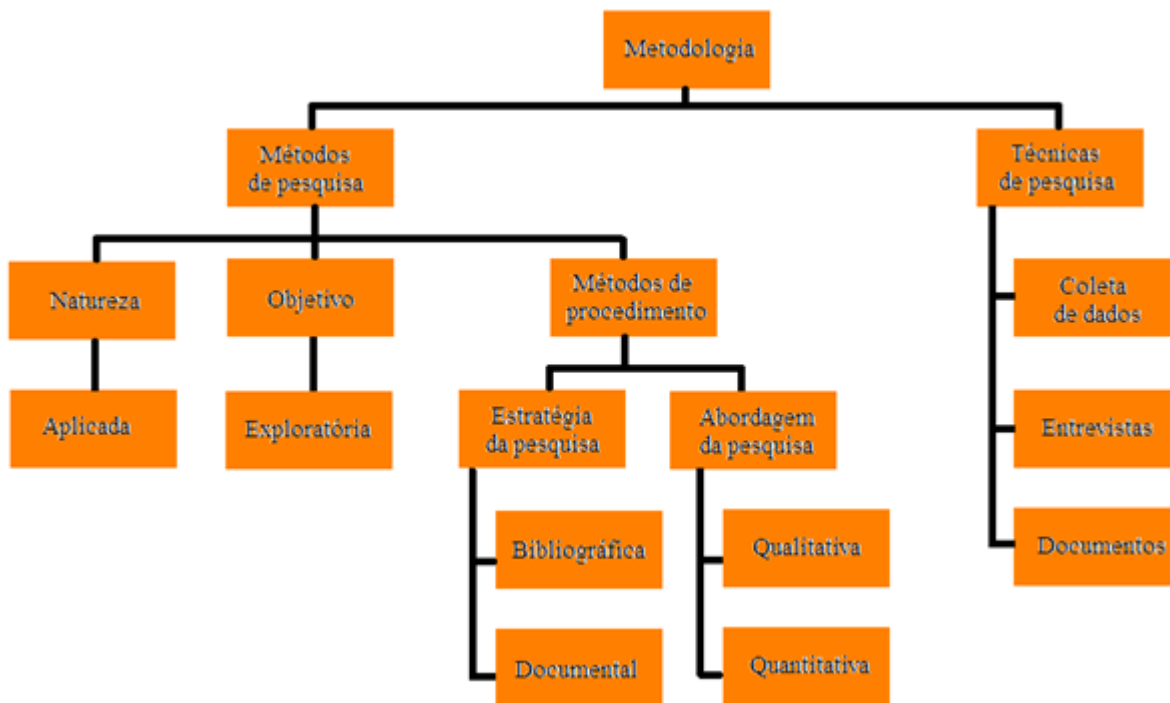 Metodologia
Métodos
de pesquisa
Técnicas
de pesquisa
Natureza
Objetivo
Métodos de
procedimento
Coleta
de dados
Aplicada
Exploratória
Estratégia
da pesquisa
Abordagem
da pesquisa
Entrevistas
Bibliográfica
Qualitativa
Documentos
Documental
Quantitativa